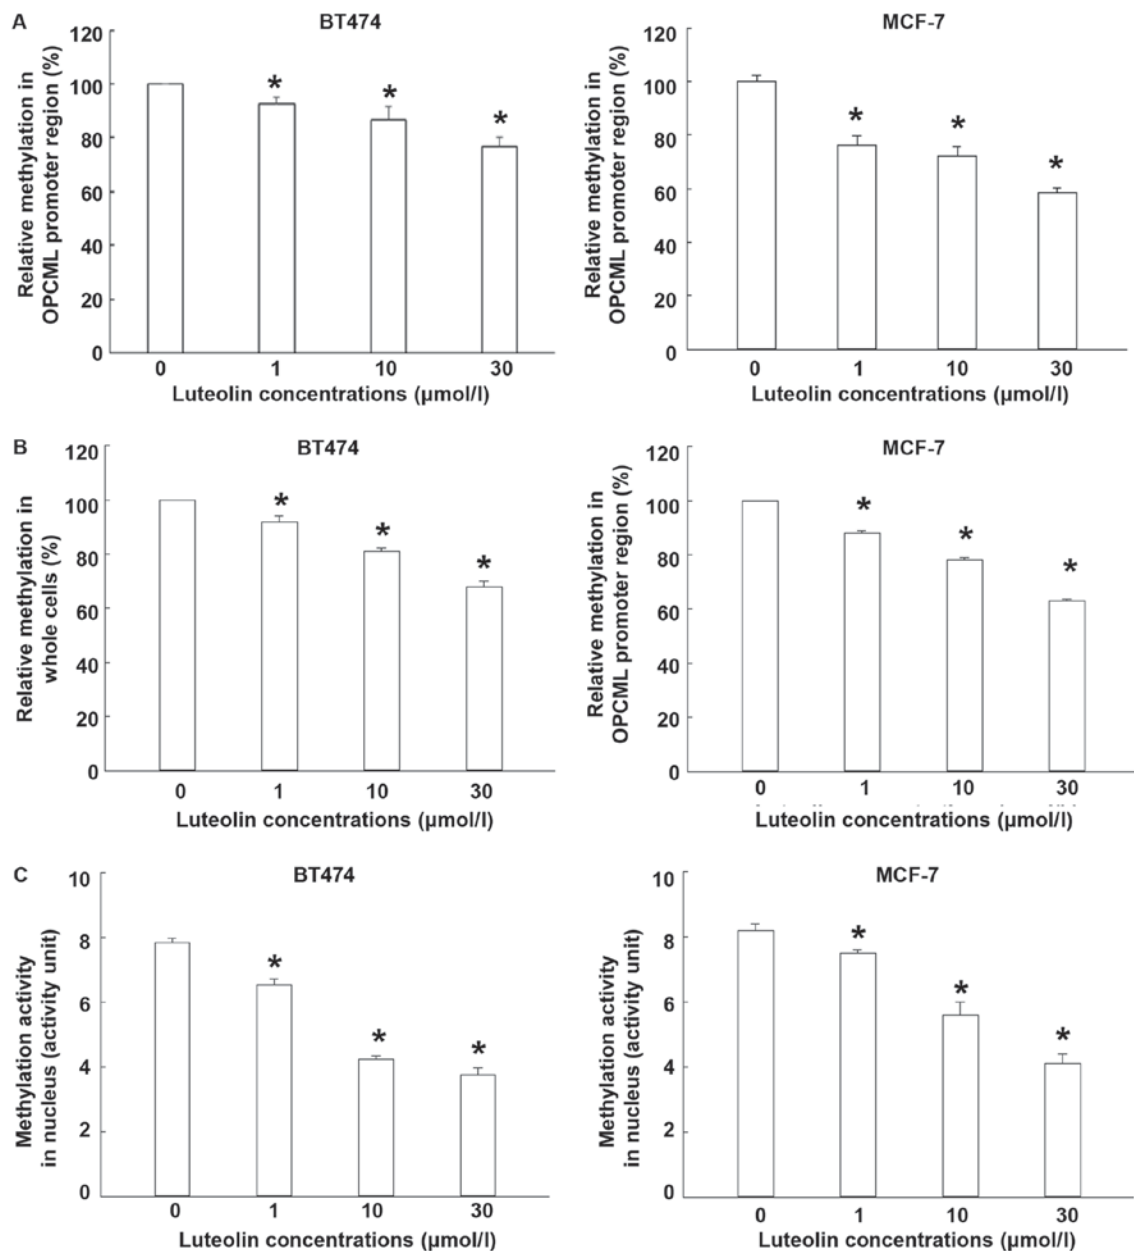 A
BT474
Relative methylation in
OPCML promoter region (%)
120
100
80
60
40
20
0
* * *
0 1 10 30
Luteolin concentrations (µmol/l)
MCF-7
Relative methylation in
OPCML promoter region (%)
120
100
80
60
40
20
0
* * *
0 1 10 30
Luteolin concentrations (µmol/l)
B
BT474
Relative methylation in
whole cells (%)
120
100
80
60
40
20
0
* * *
0 1 10 30
Luteolin concentrations (µmol/l)
MCF-7
Relative methylation in
OPCML promoter region (%)
120
100
80
60
40
20
0
* * *
0 1 10 30
Luteolin concentrations (µmol/l)
C
BT474
Methylation activity
in nucleus (activity unit)
10
8
6
4
2
0
* * *
0 1 10 30
Luteolin concentrations (µmol/l)
MCF-7
Methylation activity
in nucleus (activity unit)
10
8
6
4
2
0
* * *
0 1 10 30
Luteolin concentrations (µmol/l)